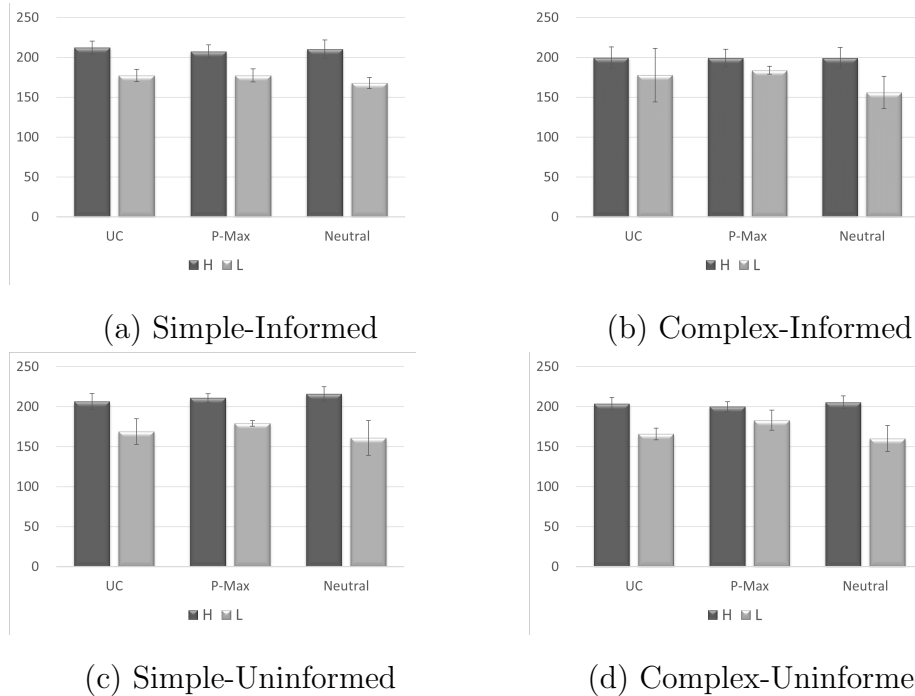 250
200
150
100
50
0
UC P-Max Neutral
H L
(a) Simple-Informed
250
200
150
100
50
0
UC P-Max Neutral
H L
(b) Complex-Informed
250
200
150
100
50
0
UC P-Max Neutral
H L
(c) Simple-Uninformed
250
200
150
100
50
0
UC P-Max Neutral
H L
(d) Complex-Uninforme